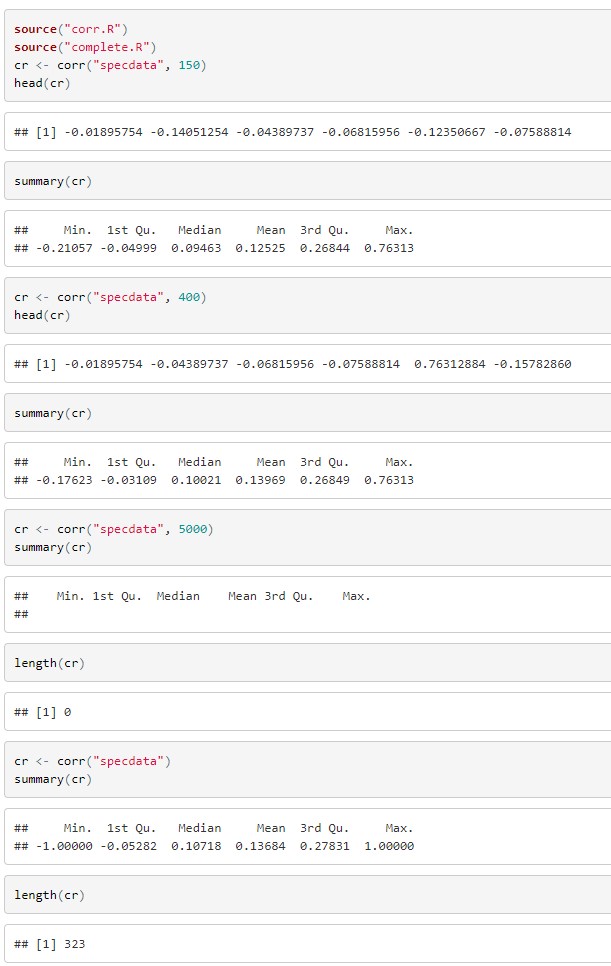 source("corr.R")
source("complete.R")
cr <- corr("specdata", 150)
head(cr)
## [1] -0.01895754 -0.14051254 -0.04389737 -0.06815956 -0.12350667 -0.07588814
summary(cr)
##     Min.  1st Qu.   Median     Mean  3rd Qu.     Max.
## -0.21057 -0.04999  0.09463  0.12525  0.26844  0.76313
cr <- corr("specdata", 400)
head(cr)
## [1] -0.01895754 -0.04389737 -0.06815956 -0.07588814  0.76312884 -0.15782860
summary(cr)
##     Min.  1st Qu.   Median     Mean  3rd Qu.     Max.
## -0.17623 -0.03109  0.10021  0.13969  0.26849  0.76313
cr <- corr("specdata", 5000)
summary(cr)
##    Min. 1st Qu.  Median    Mean 3rd Qu.    Max.
##
length(cr)
## [1] 0
cr <- corr("specdata")
summary(cr)
##     Min.  1st Qu.   Median     Mean  3rd Qu.     Max.
## -1.00000 -0.05282  0.10718  0.13684  0.27831  1.00000
length(cr)
## [1] 323